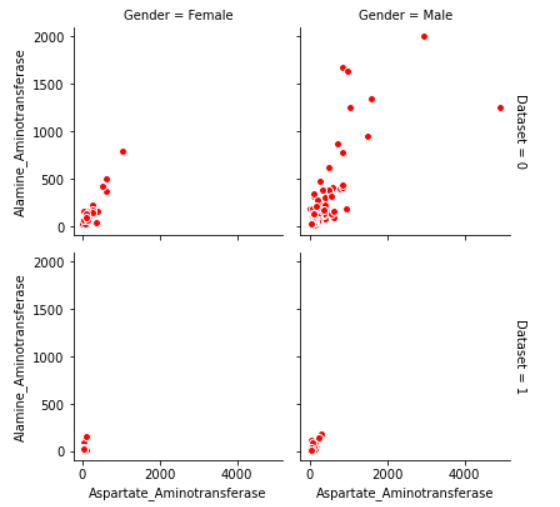 Gender = Female
Gender = Male
2000
1500
1000
500
0
Alamine_Aminotransferase
Dataset = 0
2000
1500
1000
500
0
Alamine_Aminotransferase
Dataset = 1
0 2000 4000
0 2000 4000
Aspartate_Aminotransferase
Aspartate_Aminotransferase